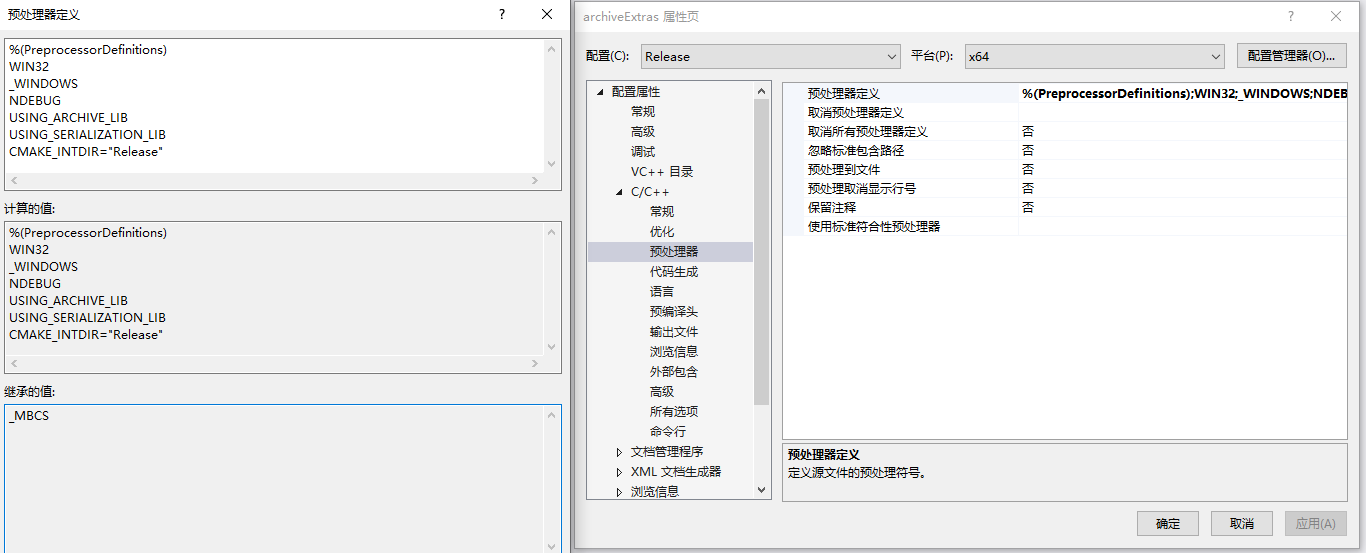 预处理器定义
%(PreprocessorDefinitions)
WIN32
_WINDOWS
NDEBUG
USING_ARCHIVE_LIB
USING_SERIALIZATION_LIB
CMAKE_INTDIR="Release"
计算的值:
%(PreprocessorDefinitions)
WIN32
_WINDOWS
NDEBUG
USING_ARCHIVE_LIB
USING_SERIALIZATION_LIB
CMAKE_INTDIR="Release"
继承的值:
_MBCS
archiveExtras 属性页
配置(C): Release 平台(P): x64 配置管理器(O)...
配置属性
常规
高级
调试
VC++ 目录
C/C++
常规
优化
预处理器
代码生成
语言
预编译头
输出文件
浏览信息
外部包含
高级
所有选项
命令行
文档管理程序
XML 文档生成器
浏览信息
预处理器定义 %(PreprocessorDefinitions);WIN32;_WINDOWS;NDEB
取消预处理器定义
取消所有预处理器定义 否
忽略标准包含路径 否
预处理到文件 否
预处理取消显示行号 否
保留注释 否
使用标准符合性预处理器
预处理器定义
定义源文件的预处理符号。
确定 取消 应用(A)